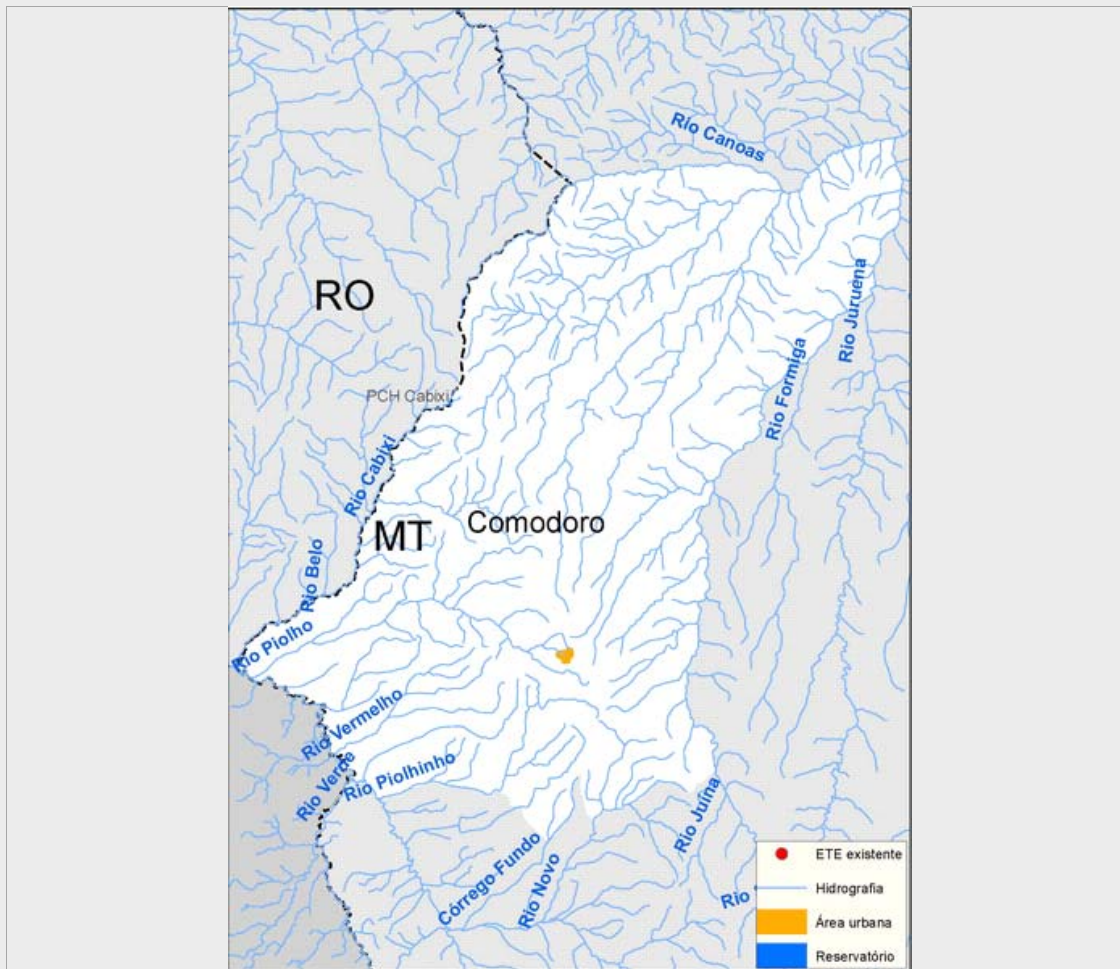 Rio Canoas
RO
Rio Juruena
Rio Formiga
PCH Cabixi
Rio Cabixi
MT
Comodoro
Rio Belo
Rio Piolho
Rio Vermelho
Rio Verde
Rio Piolhinho
Rio Juína
Córrego Fundo
Rio Novo
Rio
ETE existente
Hidrografia
Área urbana
Reservatório